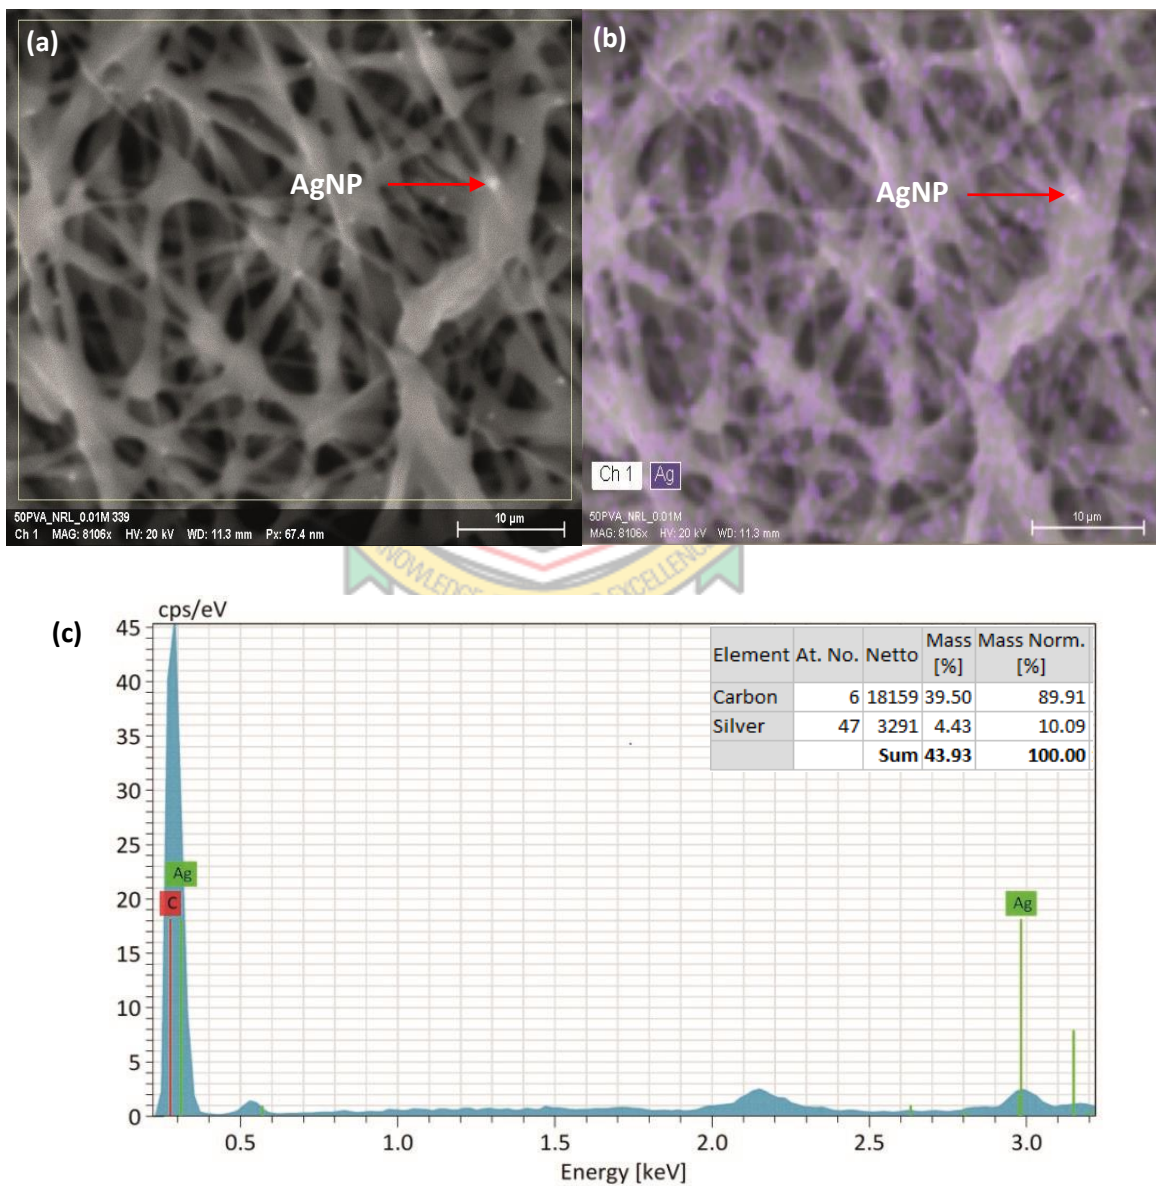 (a)
AgNP
50PVA_NRL_0.01M 339
Ch 1 MAG: 8106x HV: 20 kV WD: 11.3 mm Px: 67.4 nm
10 µm
(b)
AgNP
Ch 1 Ag
50PVA_NRL_0.01M
MAG: 8106x HV: 20 kV WD: 11.3 mm
10 µm
KNOWLEDGE
EXCELLENCE
(c)
cps/eV
45
40
35
30
25
20
15
10
5
0
Ag
C
Ag
Element At. No. Netto Mass [%] Mass Norm. [%]
Carbon 6 18159 39.50 89.91
Silver 47 3291 4.43 10.09
Sum 43.93 100.00
0.5 1.0 1.5 2.0 2.5 3.0
Energy [keV]